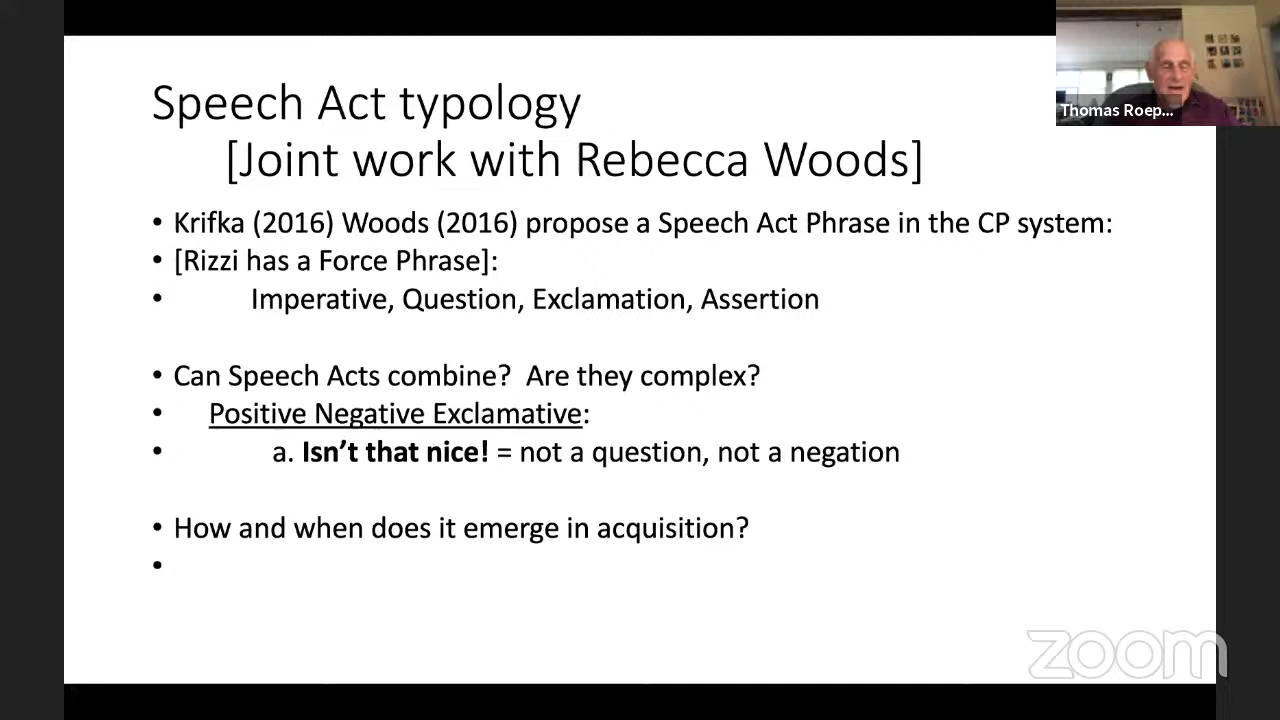 Speech Act typology
[Joint work with Rebecca Woods]
• Krifka (2016) Woods (2016) propose a Speech Act Phrase in the CP system:
• [Rizzi has a Force Phrase]:
• Imperative, Question, Exclamation, Assertion
• Can Speech Acts combine? Are they complex?
• Positive Negative Exclamative:
• a. Isn’t that nice! = not a question, not a negation
• How and when does it emerge in acquisition?
•
Thomas Roep...
zoom